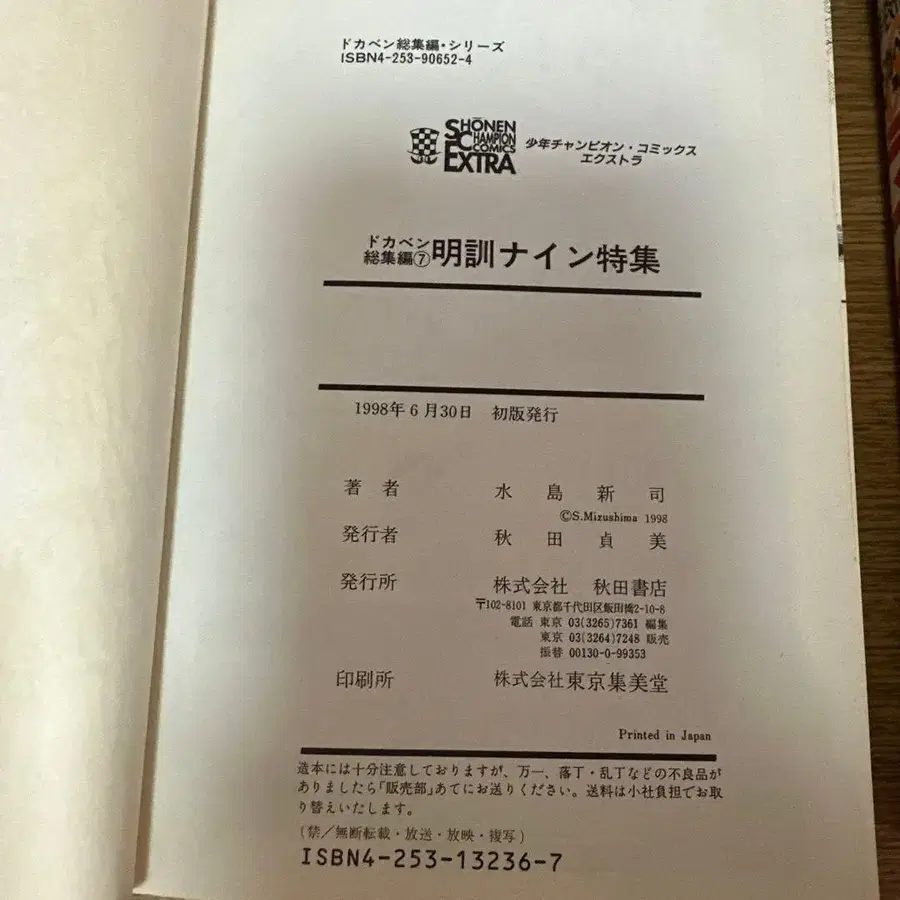 ドカベン総集編・シリーズ
ISBN4-253-90652-4
SHŌNEN
CHAMPION
COMICS
EXTRA
少年チャンピオン・コミックス
エクストラ
ドカベン
総集編⑦明訓ナイン特集
1998年6月30日 初版発行
著者 水島新司
©S.Mizushima 1998
発行者 秋田貞美
発行所 株式会社 秋田書店
〒102-8101 東京都千代田区飯田橋2-10-8
電話 東京 03(3265)7361 編集
東京 03(3264)7248 販売
振替 00130-0-99353
印刷所 株式会社東京集美堂
Printed in Japan
造本には十分注意しておりますが、万一、落丁・乱丁などの不良品が
ありましたら「販売部」あてにお送りください。送料は小社負担でお取
り替えいたします。
(禁／無断転載・放送・放映・複写)
ISBN4-253-13236-7